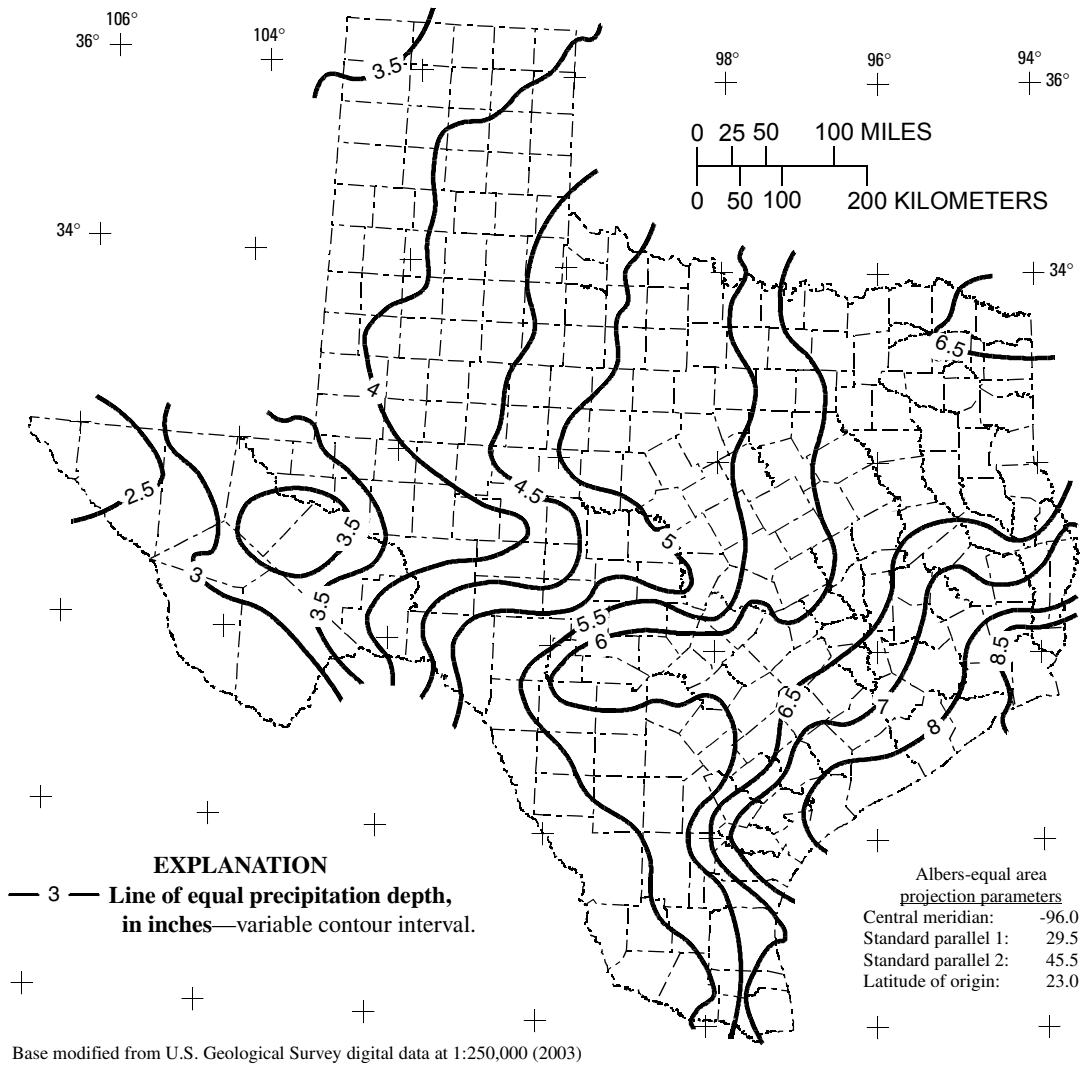 106°
36°
104°
98°
96°
94°
36°
3.5
0 25 50 100 MILES
0 50 100 200 KILOMETERS
34°
34°
6.5
4
2.5
4.5
3.5
5
3
3.5
5.5
6
8.5
6.5
7
8
EXPLANATION
3 Line of equal precipitation depth,
in inches—variable contour interval.
Albers-equal area
projection parameters
Central meridian: -96.0
Standard parallel 1: 29.5
Standard parallel 2: 45.5
Latitude of origin: 23.0
Base modified from U.S. Geological Survey digital data at 1:250,000 (2003)